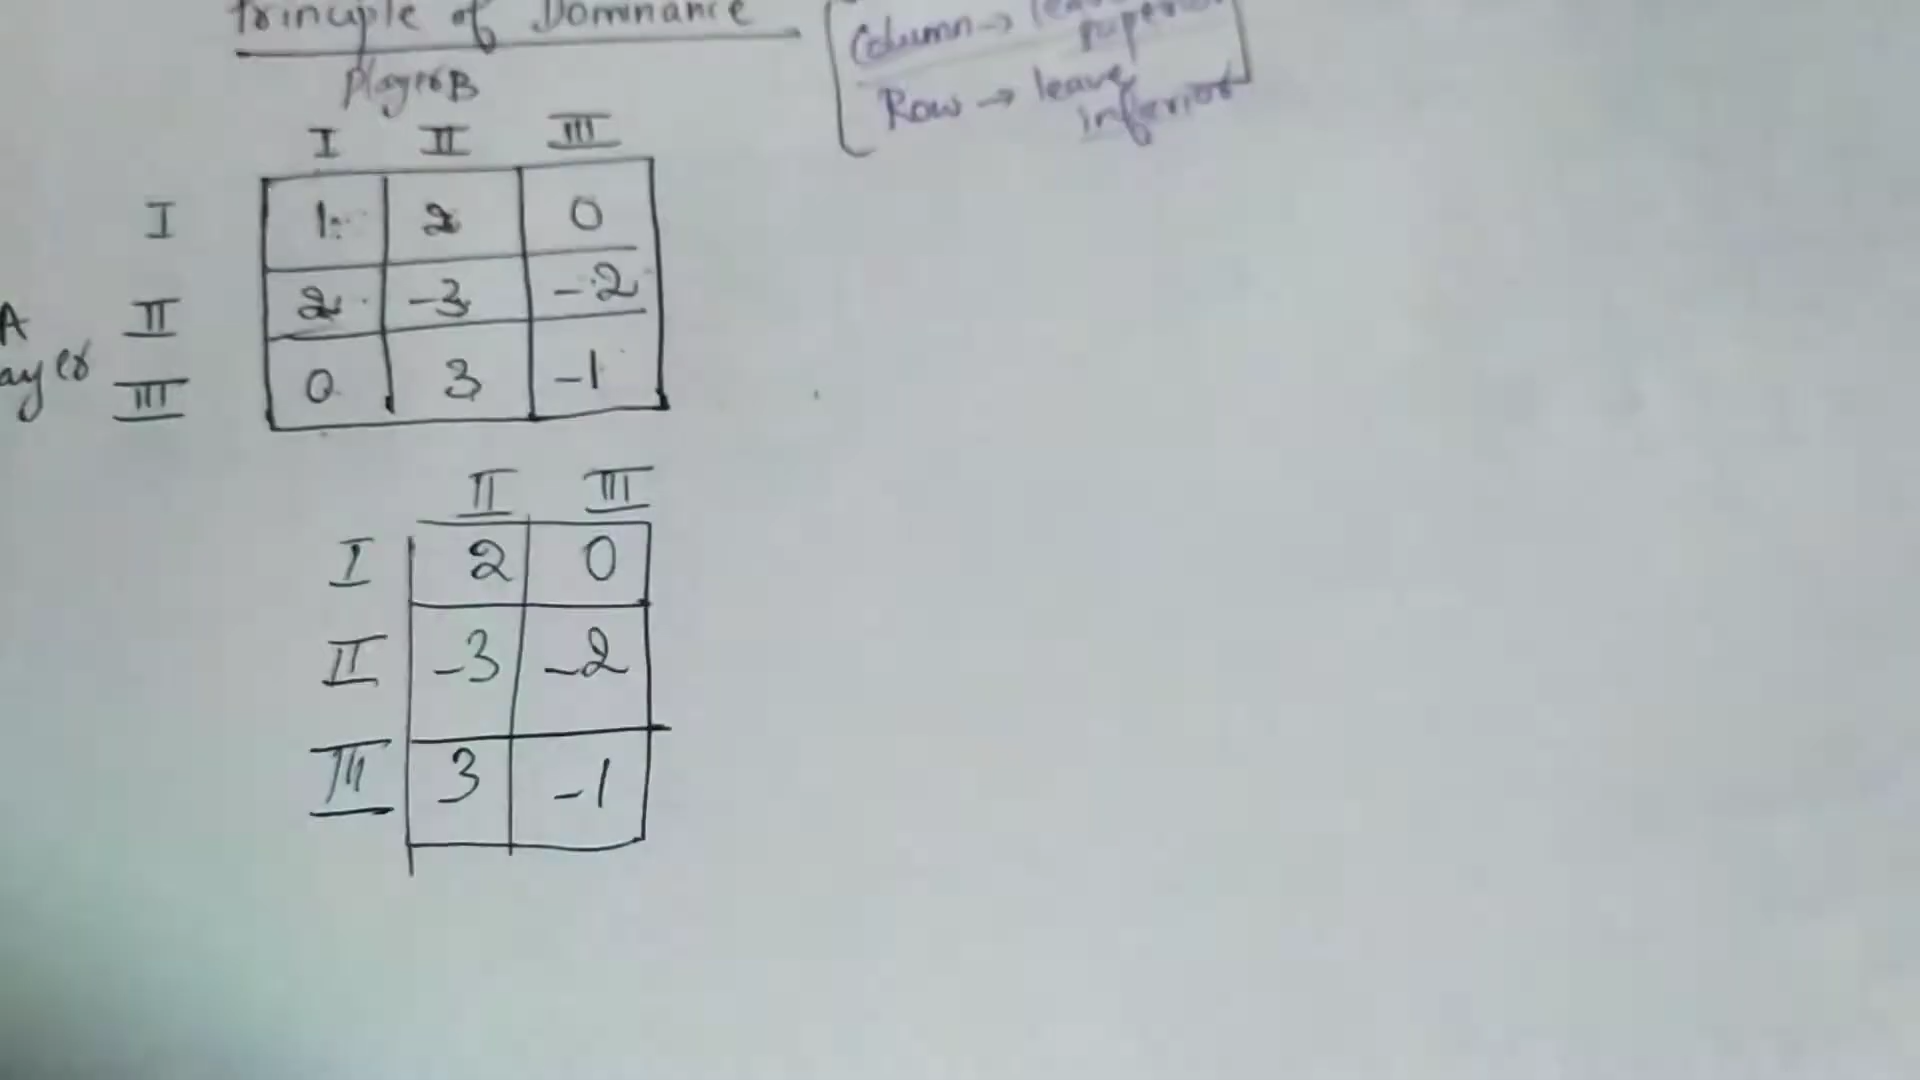 Principle of Dominance
Column → leave
Row → leave inferior
Player B
I II III
I 1 2 0
A II 2 -3 -2
III 0 3 -1
II III
I 2 0
II -3 -2
III 3 -1